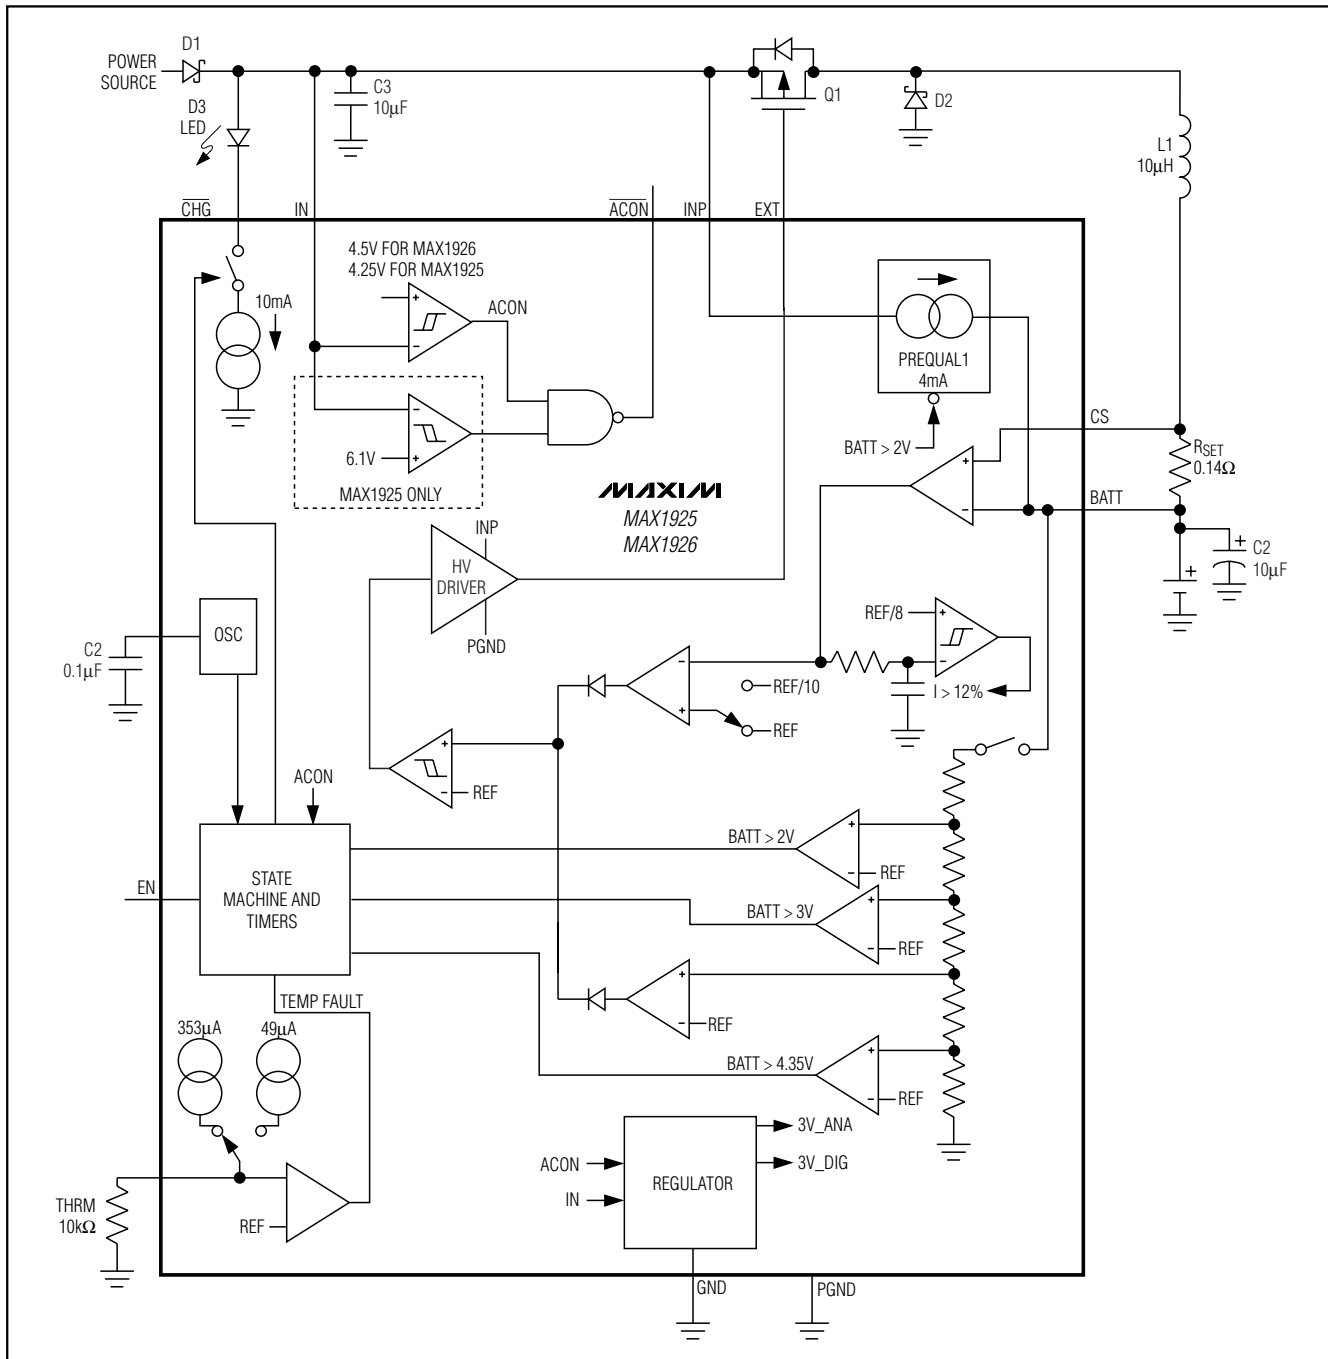 D1
POWER
SOURCE
D3
LED
C3
10µF
Q1
D2
L1
10µH
CHG
IN
ACON
INP
EXT
4.5V FOR MAX1926
4.25V FOR MAX1925
+
ACON
−
10mA
PREQUAL1
4mA
−
6.1V
+
MAX1925 ONLY
BATT > 2V
CS
RSET
0.14Ω
+
−
BATT
MAXIM
MAX1925
MAX1926
INP
HV
DRIVER
PGND
+
C2
10µF
+
OSC
C2
0.1µF
REF/8
+
−
I > 12%
−
REF/10
+
REF
+
−
REF
ACON
STATE
MACHINE AND
TIMERS
EN
BATT > 2V
+
−
REF
BATT > 3V
+
−
REF
+
−
REF
TEMP FAULT
353µA
49µA
BATT > 4.35V
+
−
REF
ACON
IN
REGULATOR
3V_ANA
3V_DIG
THRM
10kΩ
REF
GND
PGND